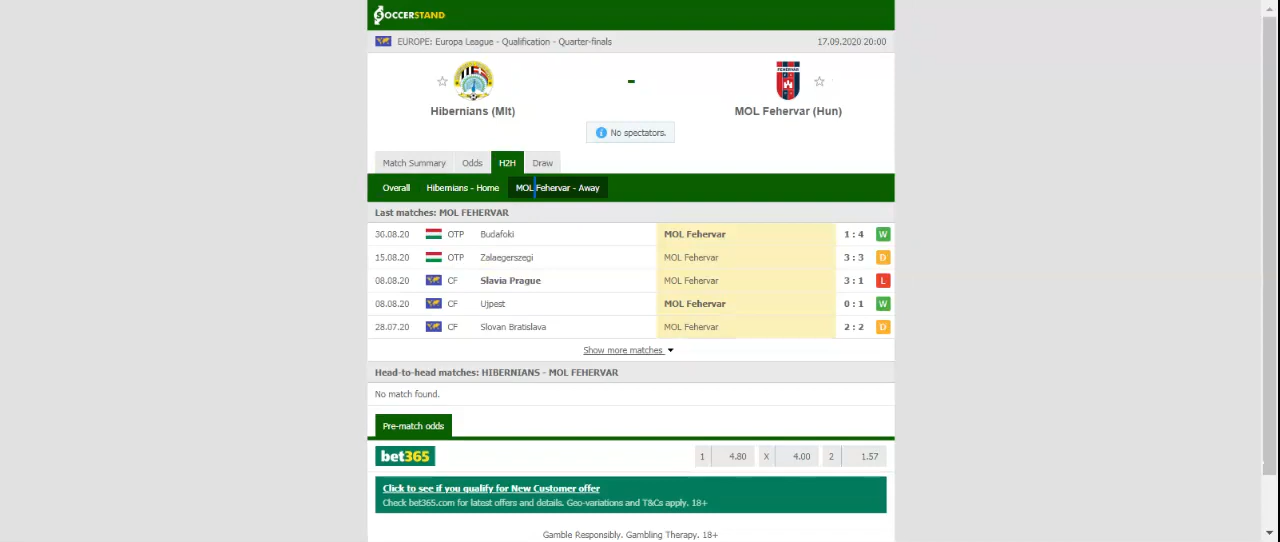 SOCCERSTAND
EUROPE: Europa League - Qualification - Quarter-finals 17.09.2020 20:00
FEHERVAR
Hibernians (Mlt) - MOL Fehervar (Hun)
No spectators.
Match Summary Odds H2H Draw
Overall Hibernians - Home MOL Fehervar - Away
Last matches: MOL FEHERVAR
30.08.20 OTP Budafoki MOL Fehervar 1 : 4 W
15.08.20 OTP Zalaegerszegi MOL Fehervar 3 : 3 D
08.08.20 CF Slavia Prague MOL Fehervar 3 : 1 L
08.08.20 CF Ujpest MOL Fehervar 0 : 1 W
28.07.20 CF Slovan Bratislava MOL Fehervar 2 : 2 D
Show more matches
Head-to-head matches: HIBERNIANS - MOL FEHERVAR
No match found.
Pre-match odds
bet365 1 4.80 X 4.00 2 1.57
Click to see if you qualify for New Customer offer
Check bet365.com for latest offers and details. Geo-variations and T&Cs apply. 18+
Gamble Responsibly. Gambling Therapy. 18+